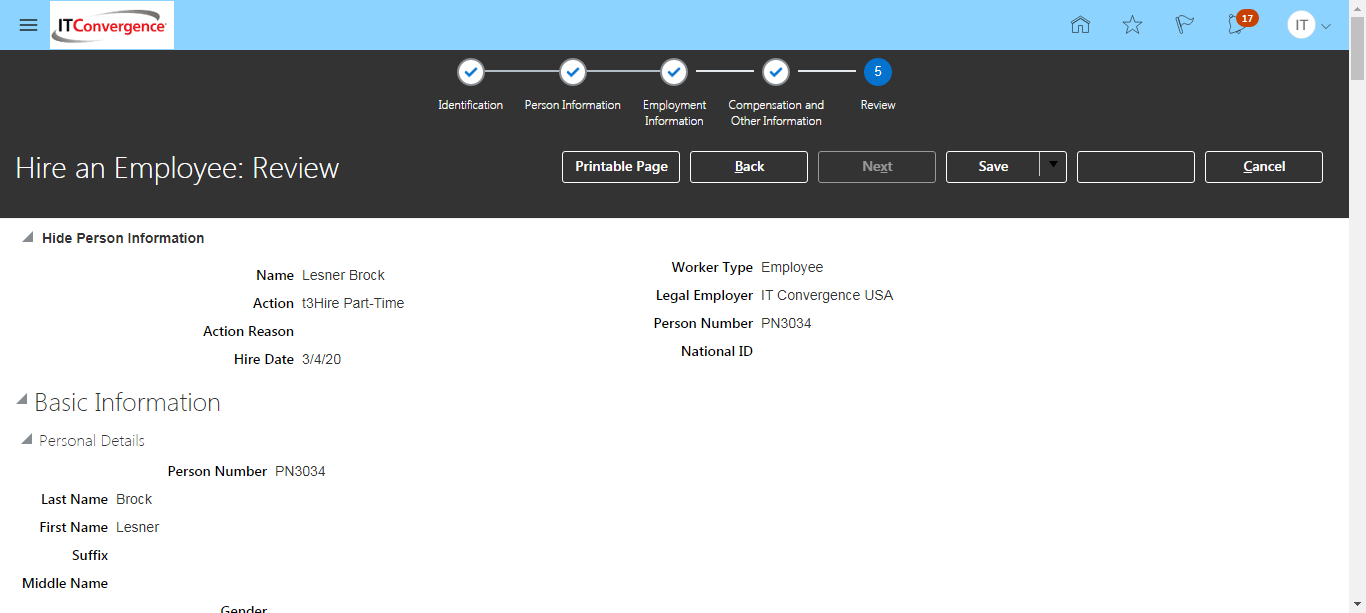 ITConvergence
17
IT
5
Identification
Person Information
Employment
Information
Compensation and
Other Information
Review
Hire an Employee: Review
Printable Page
Back
Next
Save
Cancel
Hide Person Information
Name Lesner Brock
Action t3Hire Part-Time
Action Reason
Hire Date 3/4/20
Worker Type Employee
Legal Employer IT Convergence USA
Person Number PN3034
National ID
Basic Information
Personal Details
Person Number PN3034
Last Name Brock
First Name Lesner
Suffix
Middle Name
Gender